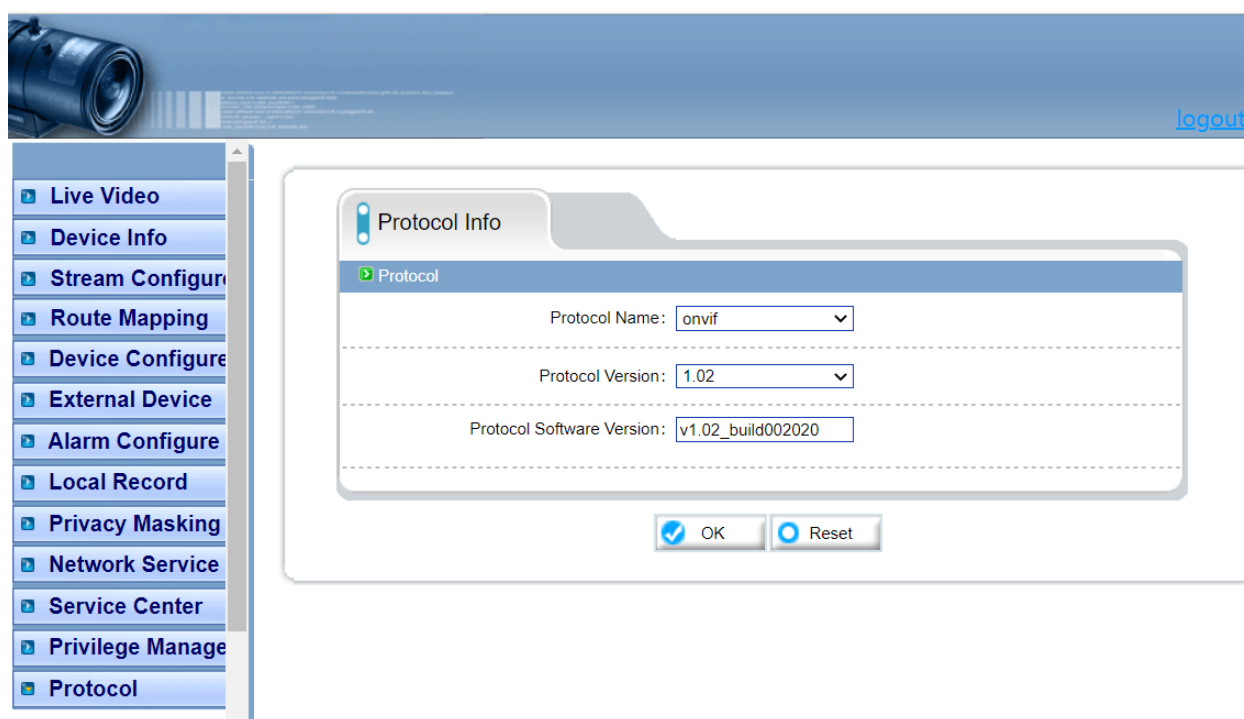 logout
Live Video
Device Info
Stream Configur
Route Mapping
Device Configure
External Device
Alarm Configure
Local Record
Privacy Masking
Network Service
Service Center
Privilege Manage
Protocol
Protocol Info
Protocol
Protocol Name: onvif
Protocol Version: 1.02
Protocol Software Version: v1.02_build002020
OK Reset